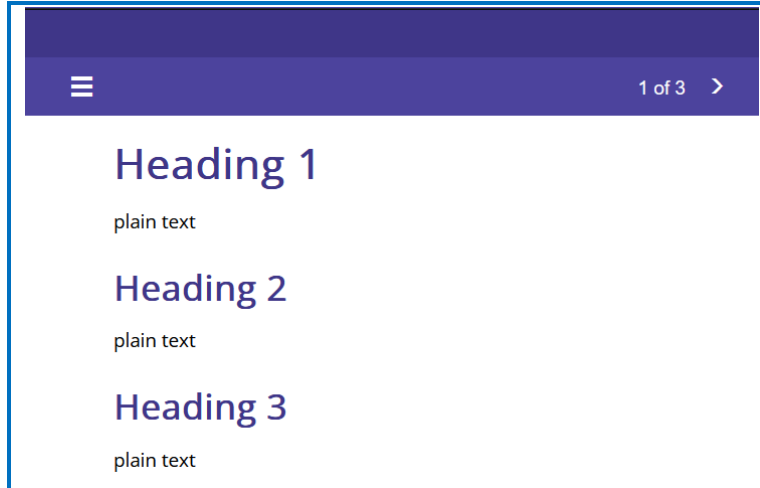 1 of 3
Heading 1
plain text
Heading 2
plain text
Heading 3
plain text